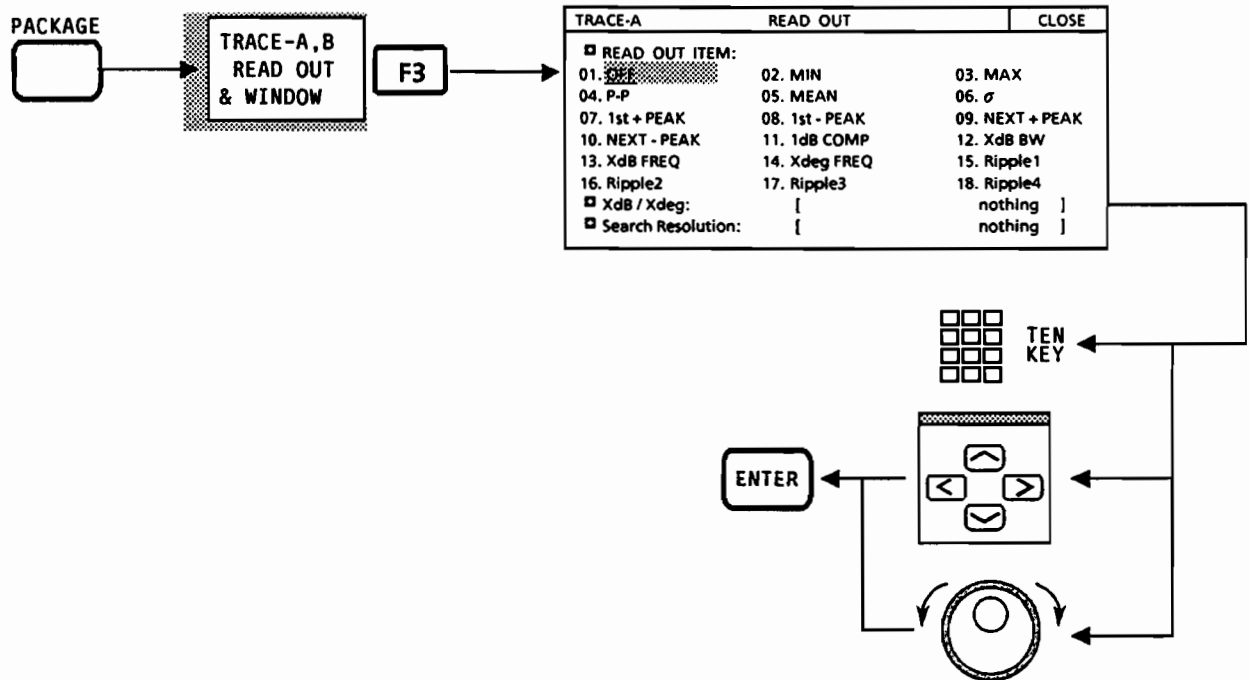 PACKAGE
TRACE-A,B
READ OUT
& WINDOW
F3
TRACE-A READ OUT CLOSE
READ OUT ITEM:
01. OFF 02. MIN 03. MAX
04. P-P 05. MEAN 06. σ
07. 1st + PEAK 08. 1st - PEAK 09. NEXT + PEAK
10. NEXT - PEAK 11. 1dB COMP 12. XdB BW
13. XdB FREQ 14. Xdeg FREQ 15. Ripple1
16. Ripple2 17. Ripple3 18. Ripple4
XdB / Xdeg: [ nothing ]
Search Resolution: [ nothing ]
TEN
KEY
ENTER